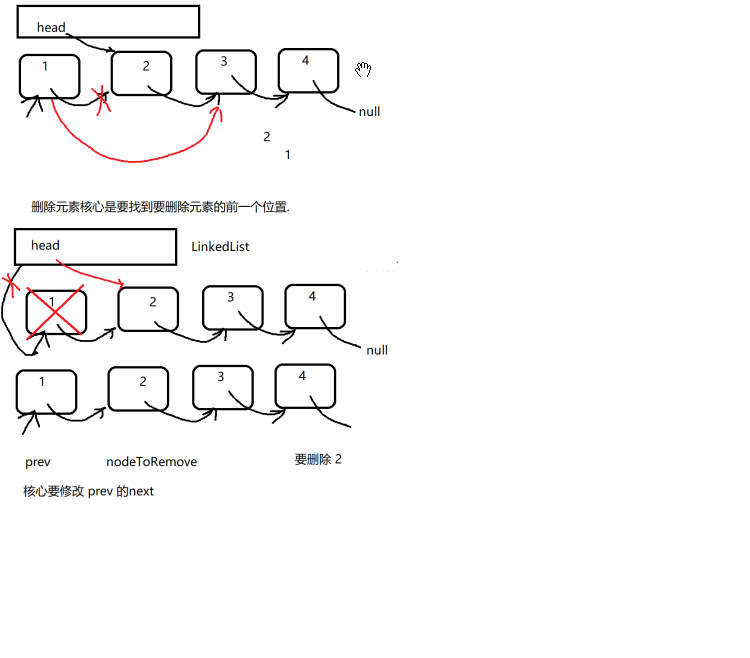 head
1 2 3 4
null
2
1
删除元素核心是要找到要删除元素的前一个位置.
head LinkedList
1 2 3 4
null
1 2 3 4
prev nodeToRemove 要删除 2
核心要修改 prev 的next